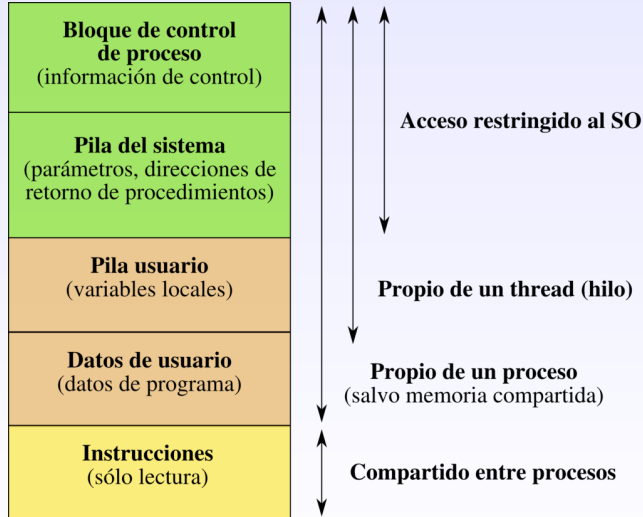 Bloque de control
de proceso
(información de control)
Pila del sistema
(parámetros, direcciones de
retorno de procedimientos)
Pila usuario
(variables locales)
Datos de usuario
(datos de programa)
Instrucciones
(sólo lectura)
Acceso restringido al SO
Propio de un thread (hilo)
Propio de un proceso
(salvo memoria compartida)
Compartido entre procesos